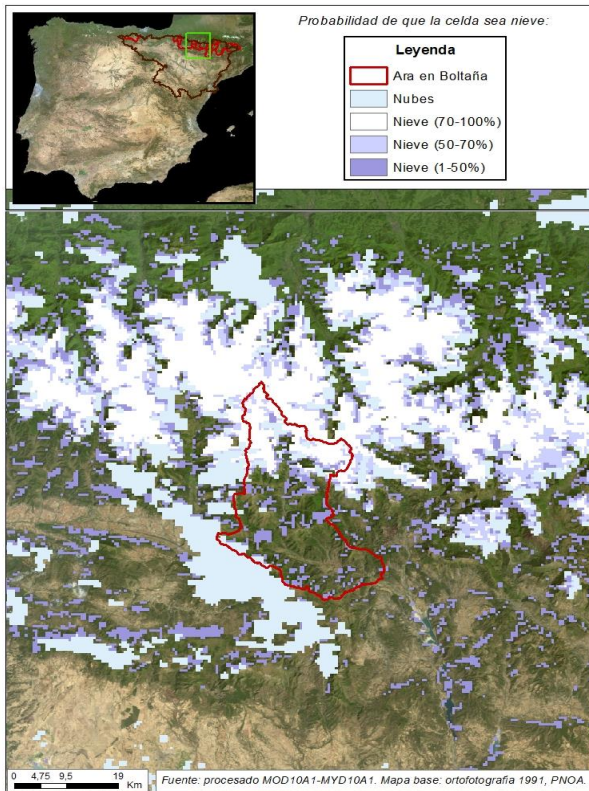 Probabilidad de que la celda sea nieve:
Leyenda
Ara en Boltaña
Nubes
Nieve (70-100%)
Nieve (50-70%)
Nieve (1-50%)
0 4,75 9,5 19
Km
Fuente: procesado MOD10A1-MYD10A1. Mapa base: ortofotografia 1991, PNOA.